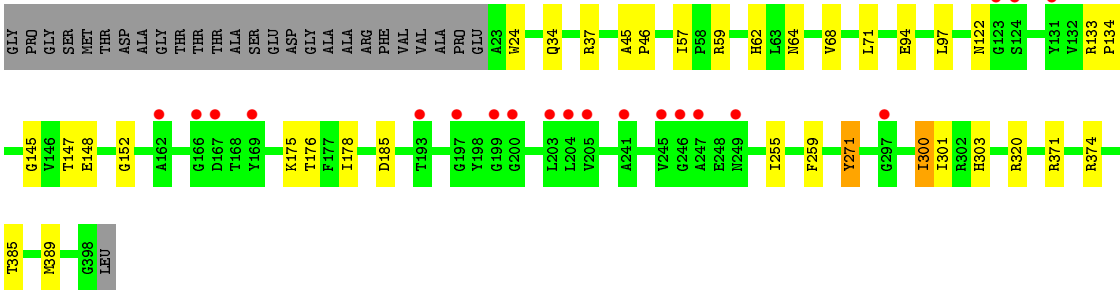 GLY PRO GLY SER MET THR ASP ALA GLY THR THR THR ALA SER GLU ASP GLY ALA ALA ARG PHE VAL VAL ALA PRO GLU A23 W24 Q34 R37 A45 P46 I57 P58 R59 H62 L63 N64 V68 L71 E94 L97 N122 G123 S124 Y131 V132 R133 P134
G145 V146 T147 E148 G152 A162 G166 D167 T168 Y169 K175 T176 F177 I178 D185 T193 G197 Y198 G199 G200 L203 L204 V205 A241 V245 G246 A247 E248 N249 I255 F259 Y271 G297 I300 I301 R302 H303 R320 R371 R374
T385 M389 G398 LEU